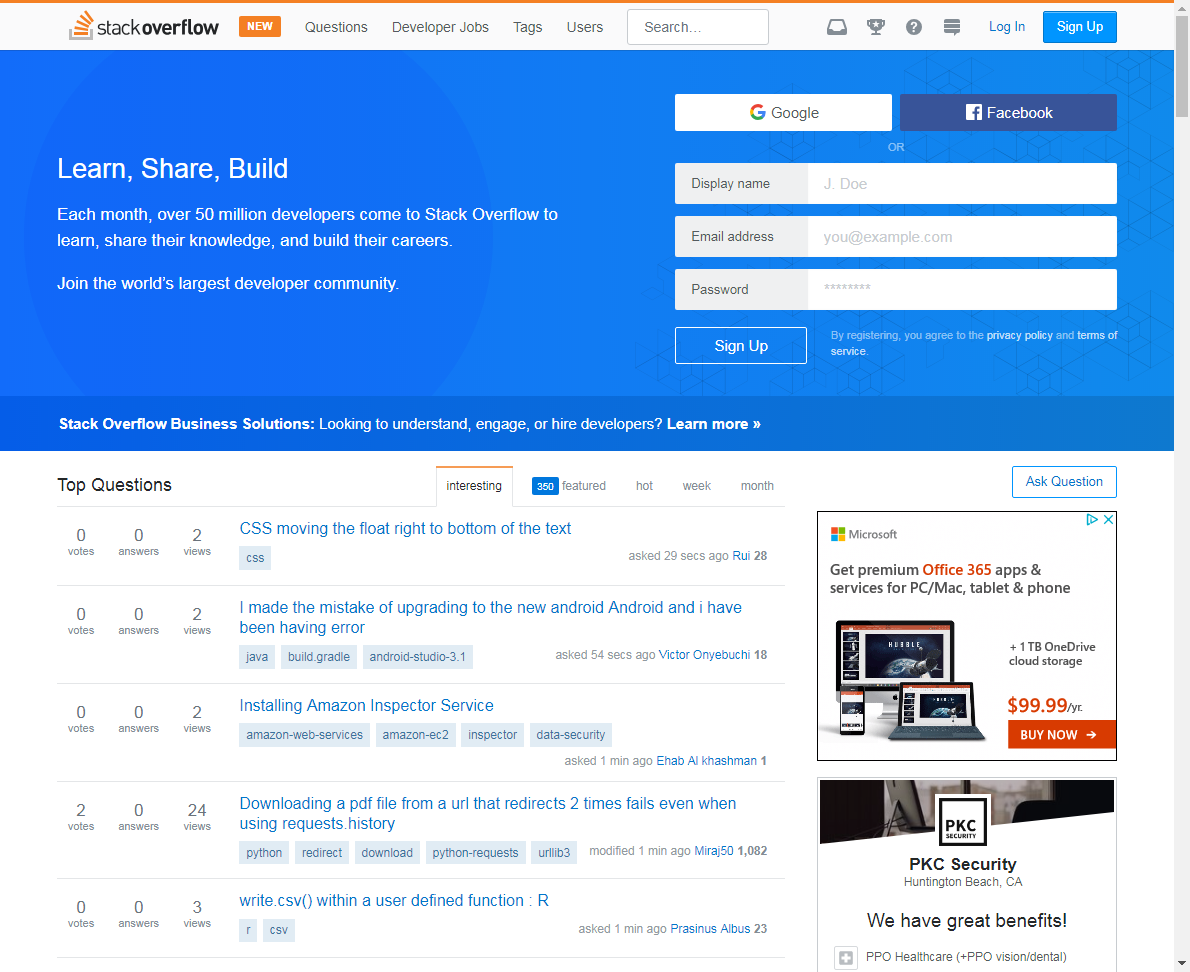 stackoverflow NEW Questions Developer Jobs Tags Users Search... Log In Sign Up
Google Facebook
OR
Learn, Share, Build
Each month, over 50 million developers come to Stack Overflow to
learn, share their knowledge, and build their careers.
Join the world's largest developer community.
Display name J. Doe
Email address you@example.com
Password ********
Sign Up
By registering, you agree to the privacy policy and terms of
service.
Stack Overflow Business Solutions: Looking to understand, engage, or hire developers? Learn more »
Top Questions interesting 350 featured hot week month
Ask Question
0 votes 0 answers 2 views
CSS moving the float right to bottom of the text
css
asked 29 secs ago Rui 28
0 votes 0 answers 2 views
I made the mistake of upgrading to the new android Android and i have
been having error
java build.gradle android-studio-3.1
asked 54 secs ago Victor Onyebuchi 18
0 votes 0 answers 2 views
Installing Amazon Inspector Service
amazon-web-services amazon-ec2 inspector data-security
asked 1 min ago Ehab Al khashman 1
2 votes 0 answers 24 views
Downloading a pdf file from a url that redirects 2 times fails even when
using requests.history
python redirect download python-requests urllib3
modified 1 min ago Miraj50 1,082
0 votes 0 answers 3 views
write.csv() within a user defined function : R
r csv
asked 1 min ago Prasinus Albus 23
Microsoft
Get premium Office 365 apps &
services for PC/Mac, tablet & phone
HUBBLE
+ 1 TB OneDrive
cloud storage
$99.99/yr.
BUY NOW →
PKC
SECURITY
PKC Security
Huntington Beach, CA
We have great benefits!
PPO Healthcare (+PPO vision/dental)